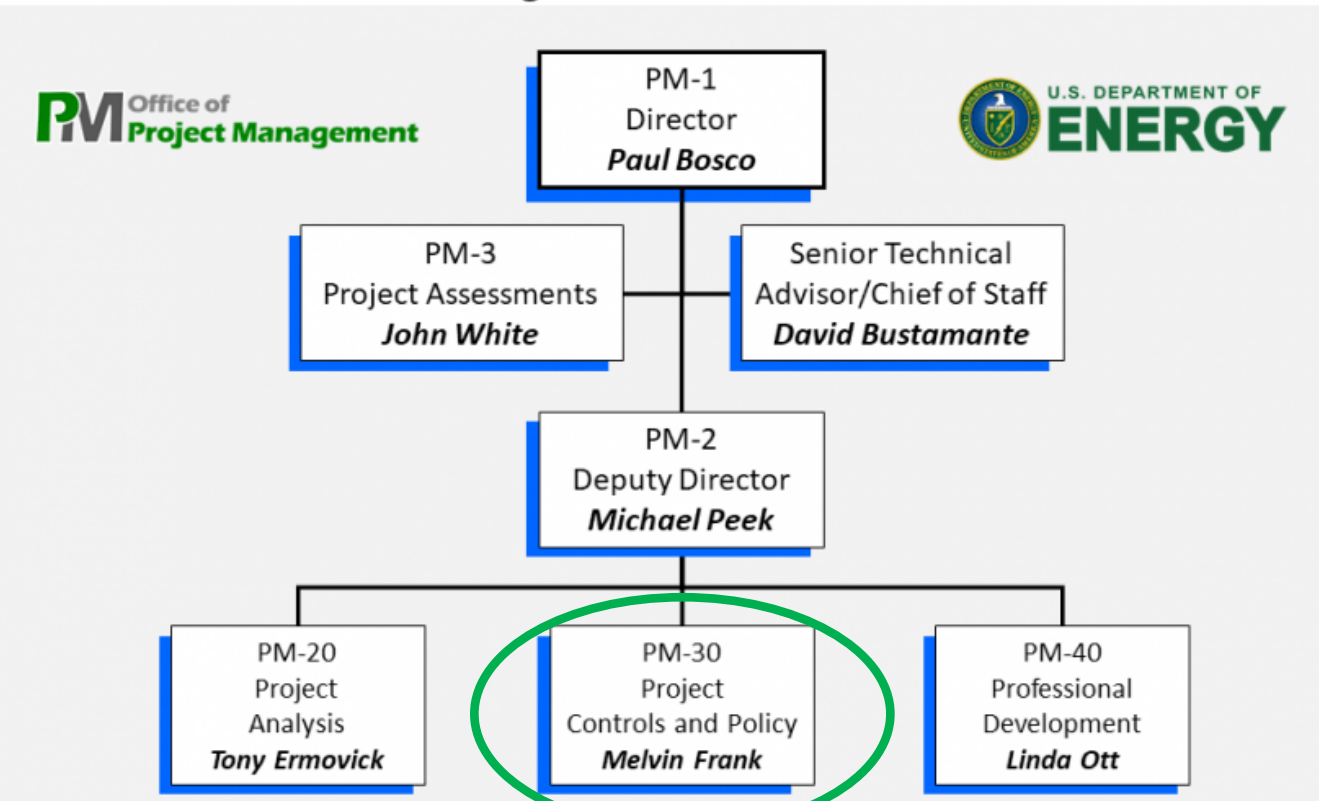 PM Office of
Project Management
U.S. DEPARTMENT OF
ENERGY
PM-1
Director
Paul Bosco
PM-3
Project Assessments
John White
Senior Technical
Advisor/Chief of Staff
David Bustamante
PM-2
Deputy Director
Michael Peek
PM-20
Project
Analysis
Tony Ermovick
PM-30
Project
Controls and Policy
Melvin Frank
PM-40
Professional
Development
Linda Ott